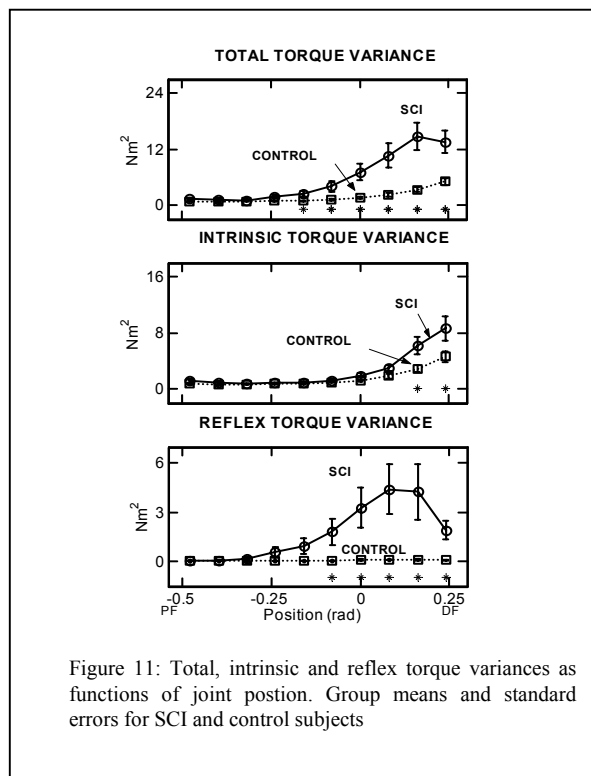 TOTAL TORQUE VARIANCE
24
12
0
Nm2
SCI
CONTROL
* * * * * *
INTRINSIC TORQUE VARIANCE
16
8
0
Nm2
SCI
CONTROL
* *
REFLEX TORQUE VARIANCE
6
3
0
Nm2
SCI
CONTROL
* * * * *
-0.5 -0.25 0 0.25
PF Position (rad) DF
Figure 11: Total, intrinsic and reflex torque variances as
functions of joint postion. Group means and standard
errors for SCI and control subjects